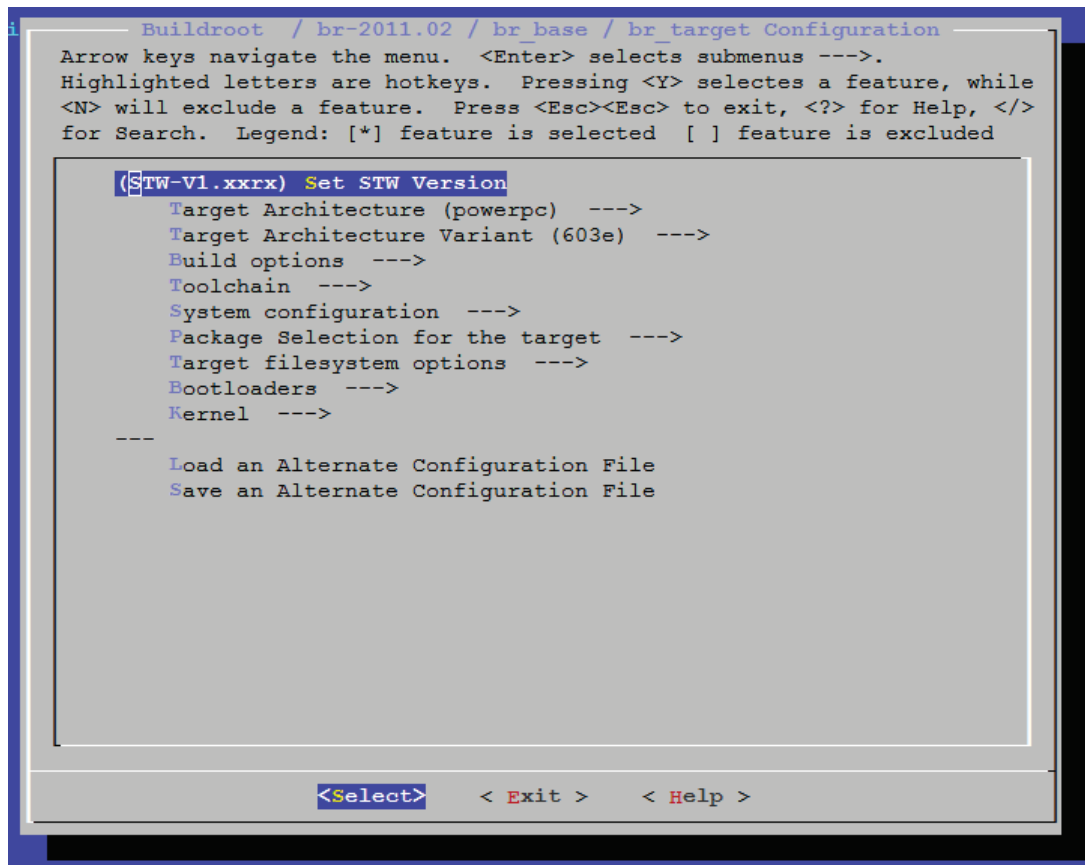 i
Buildroot / br-2011.02 / br_base / br_target Configuration
Arrow keys navigate the menu. <Enter> selects submenus --->.
Highlighted letters are hotkeys. Pressing <Y> selectes a feature, while
<N> will exclude a feature. Press <Esc><Esc> to exit, <?> for Help, </>
for Search. Legend: [*] feature is selected [ ] feature is excluded
(STW-V1.xxrx) Set STW Version
Target Architecture (powerpc) --->
Target Architecture Variant (603e) --->
Build options --->
Toolchain --->
System configuration --->
Package Selection for the target --->
Target filesystem options --->
Bootloaders --->
Kernel --->
---
Load an Alternate Configuration File
Save an Alternate Configuration File
<Select> < Exit > < Help >